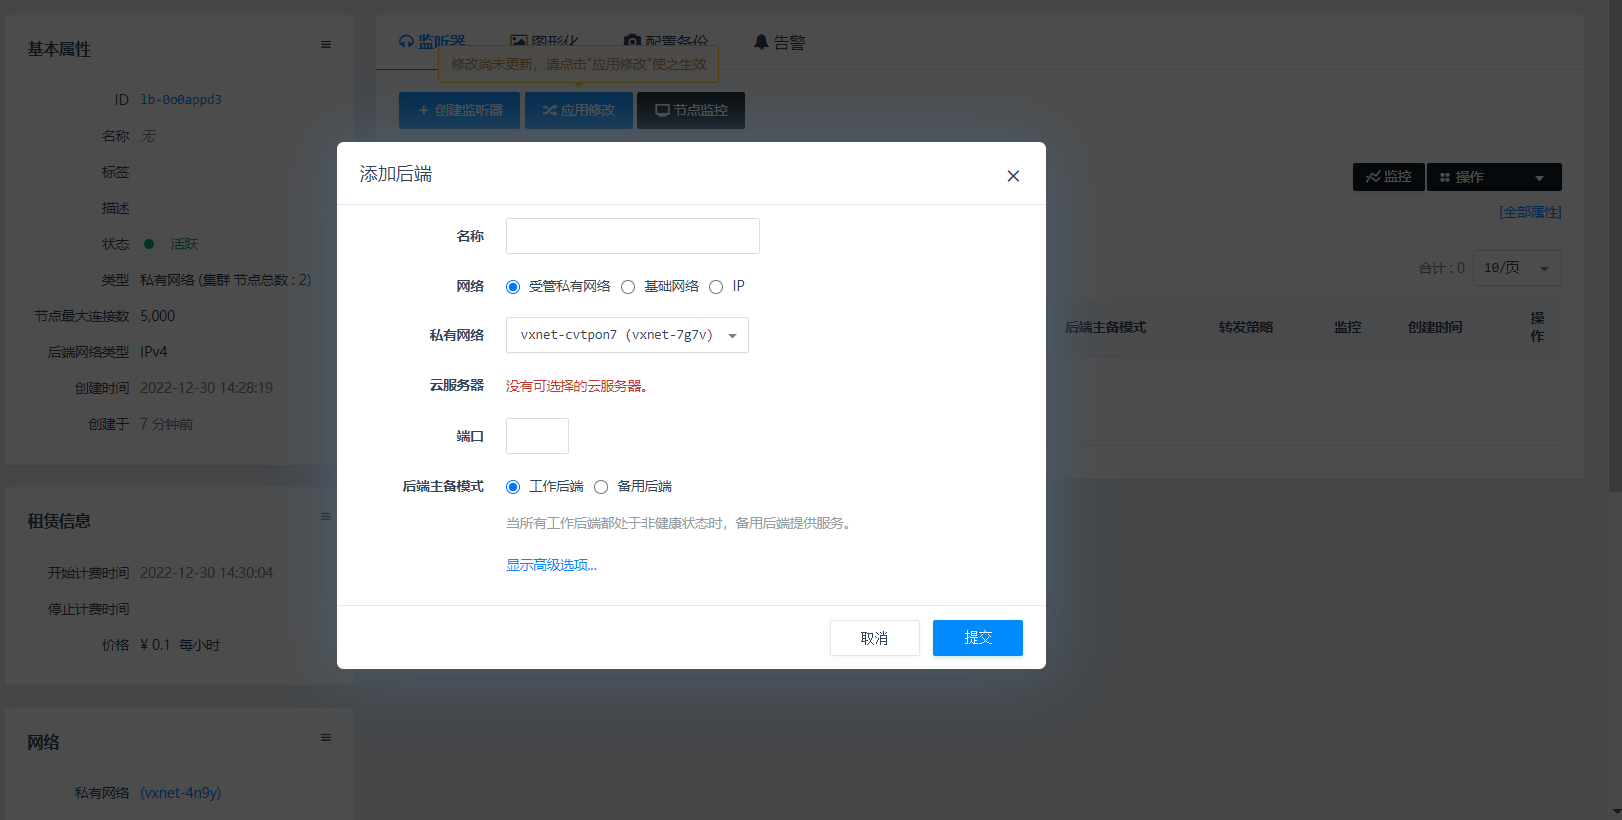 基本属性
ID lb-0o0appd3
名称 无
标签
描述
状态 活跃
类型 私有网络 (集群 节点总数 : 2)
节点最大连接数 5,000
后端网络类型 IPv4
创建时间 2022-12-30 14:28:19
创建于 7 分钟前
租赁信息
开始计费时间 2022-12-30 14:30:04
停止计费时间
价格 ¥ 0.1 每小时
网络
私有网络 (vxnet-4n9y)
监听器 图形化 配置备份 告警
修改尚未更新，请点击"应用修改"使之生效
+ 创建监听器 应用修改 节点监控
监控 操作
[全部属性]
合计 : 0 10/页
后端主备模式 转发策略 监控 创建时间 操作
添加后端
名称
网络 受管私有网络 基础网络 IP
私有网络 vxnet-cvtpon7 (vxnet-7g7v)
云服务器 没有可选择的云服务器。
端口
后端主备模式 工作后端 备用后端
当所有工作后端都处于非健康状态时，备用后端提供服务。
显示高级选项...
取消 提交